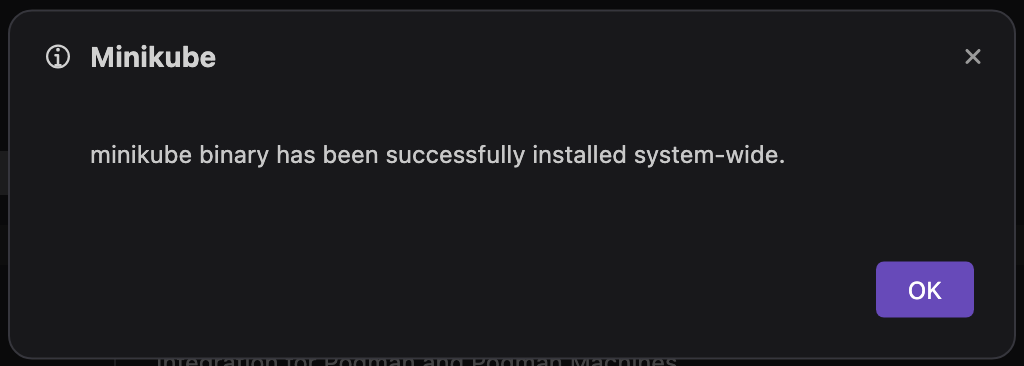 Minikube
minikube binary has been successfully installed system-wide.
OK
Integration for Podman and Podman Machines